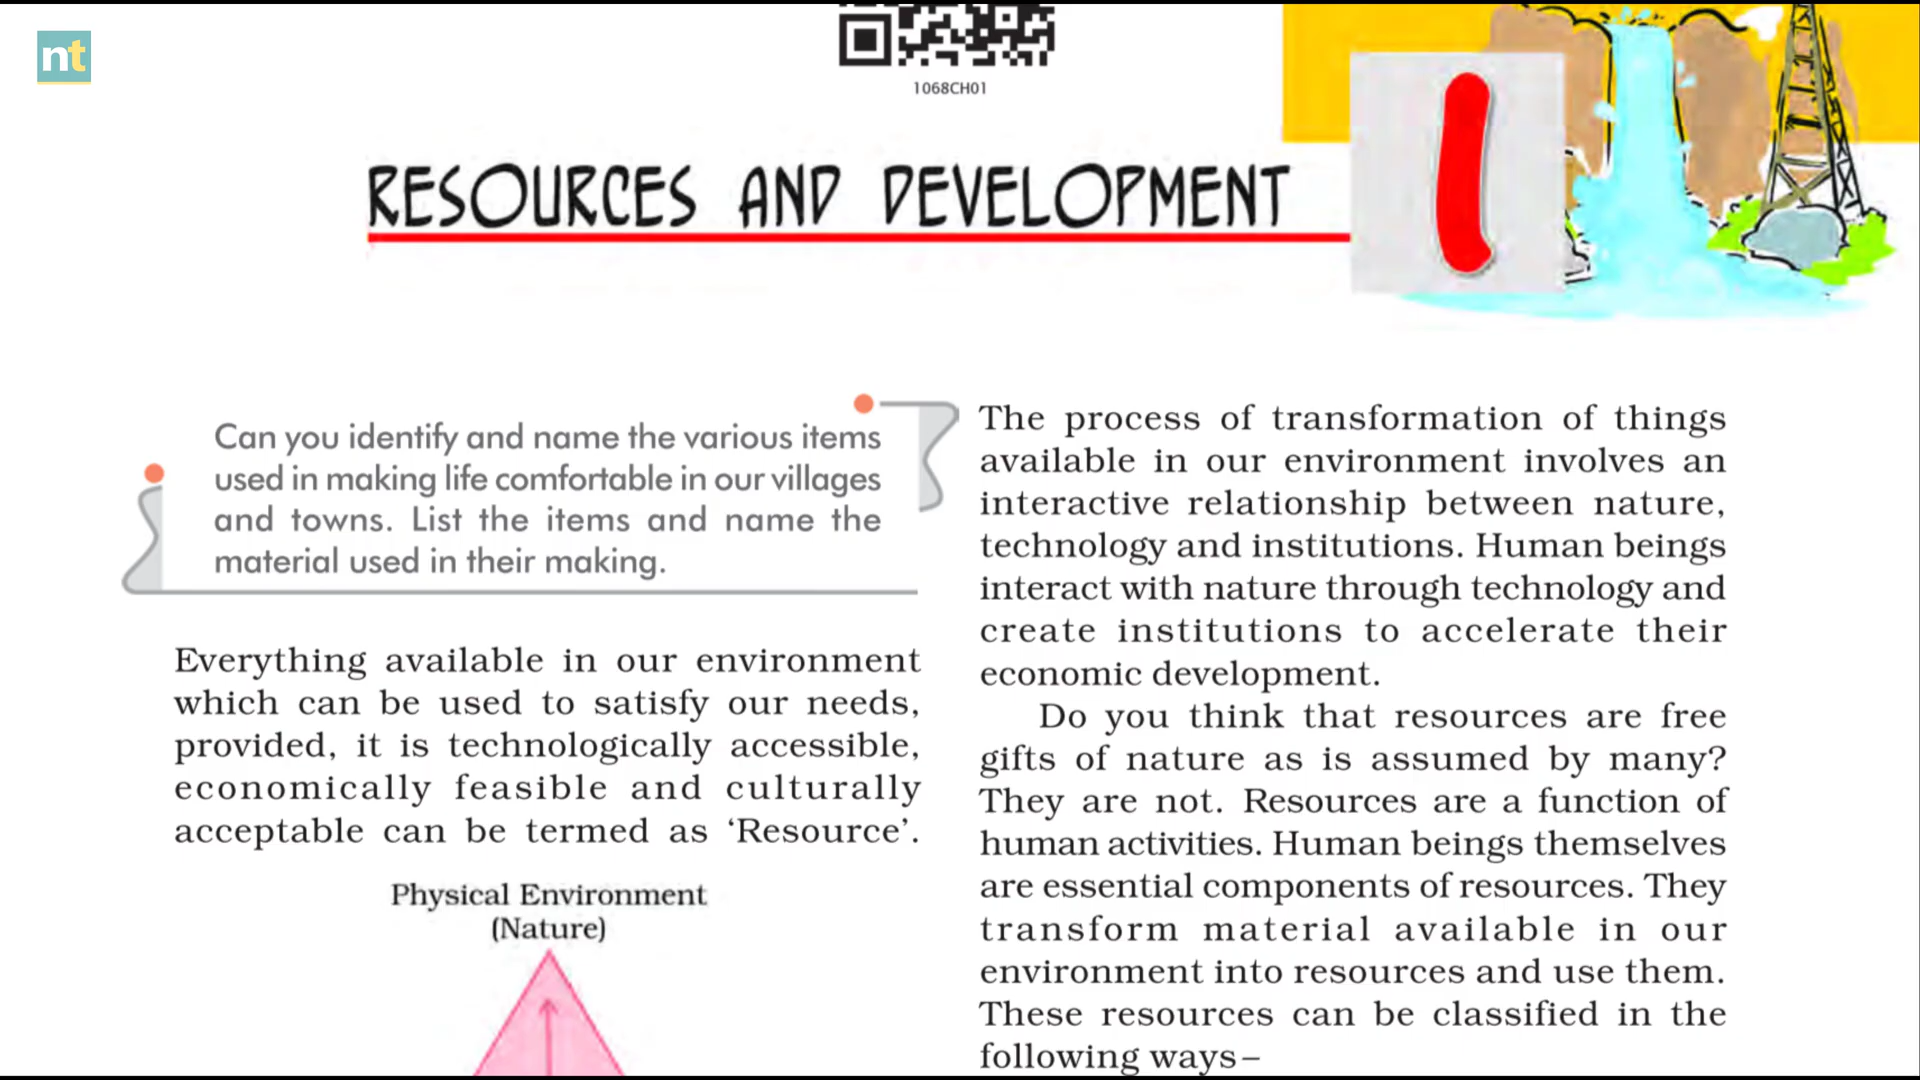 nt
1068CH01
RESOURCES AND DEVELOPMENT
1
Can you identify and name the various items
used in making life comfortable in our villages
and towns. List the items and name the
material used in their making.
Everything available in our environment
which can be used to satisfy our needs,
provided, it is technologically accessible,
economically feasible and culturally
acceptable can be termed as ‘Resource’.
Physical Environment
(Nature)
The process of transformation of things
available in our environment involves an
interactive relationship between nature,
technology and institutions. Human beings
interact with nature through technology and
create institutions to accelerate their
economic development.
Do you think that resources are free
gifts of nature as is assumed by many?
They are not. Resources are a function of
human activities. Human beings themselves
are essential components of resources. They
transform material available in our
environment into resources and use them.
These resources can be classified in the
following ways–